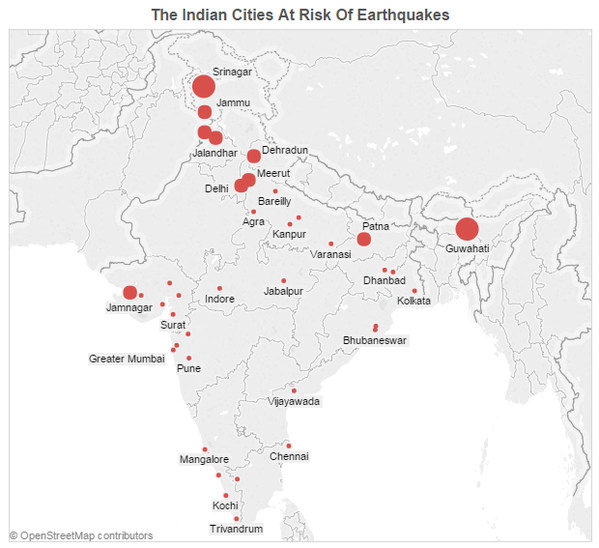 The Indian Cities At Risk Of Earthquakes
Srinagar
Jammu
Jalandhar
Dehradun
Meerut
Delhi
Bareilly
Agra
Kanpur
Patna
Varanasi
Guwahati
Dhanbad
Jamnagar
Indore
Jabalpur
Kolkata
Surat
Bhubaneswar
Greater Mumbai
Pune
Vijayawada
Mangalore
Chennai
Kochi
Trivandrum
© OpenStreetMap contributors